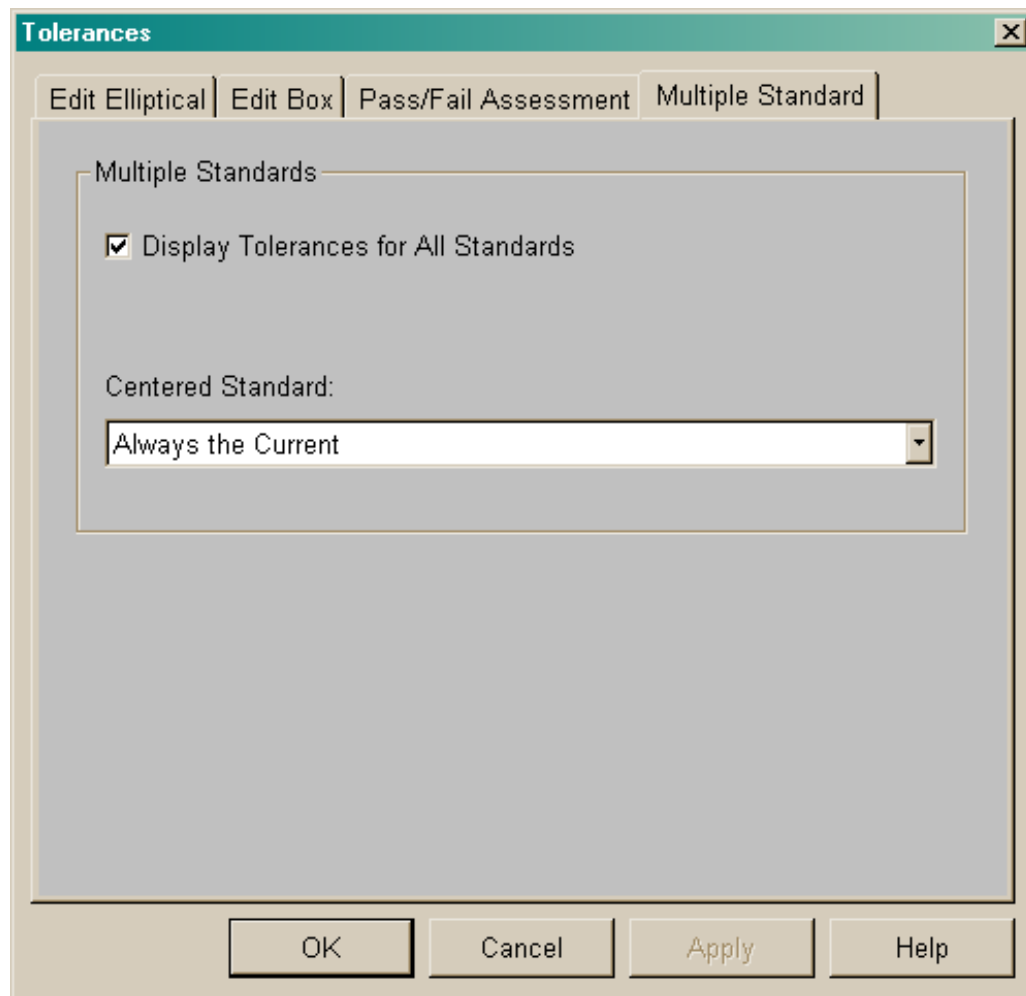 Tolerances
Edit Elliptical Edit Box Pass/Fail Assessment Multiple Standard
Multiple Standards
Display Tolerances for All Standards
Centered Standard:
Always the Current
OK Cancel Apply Help